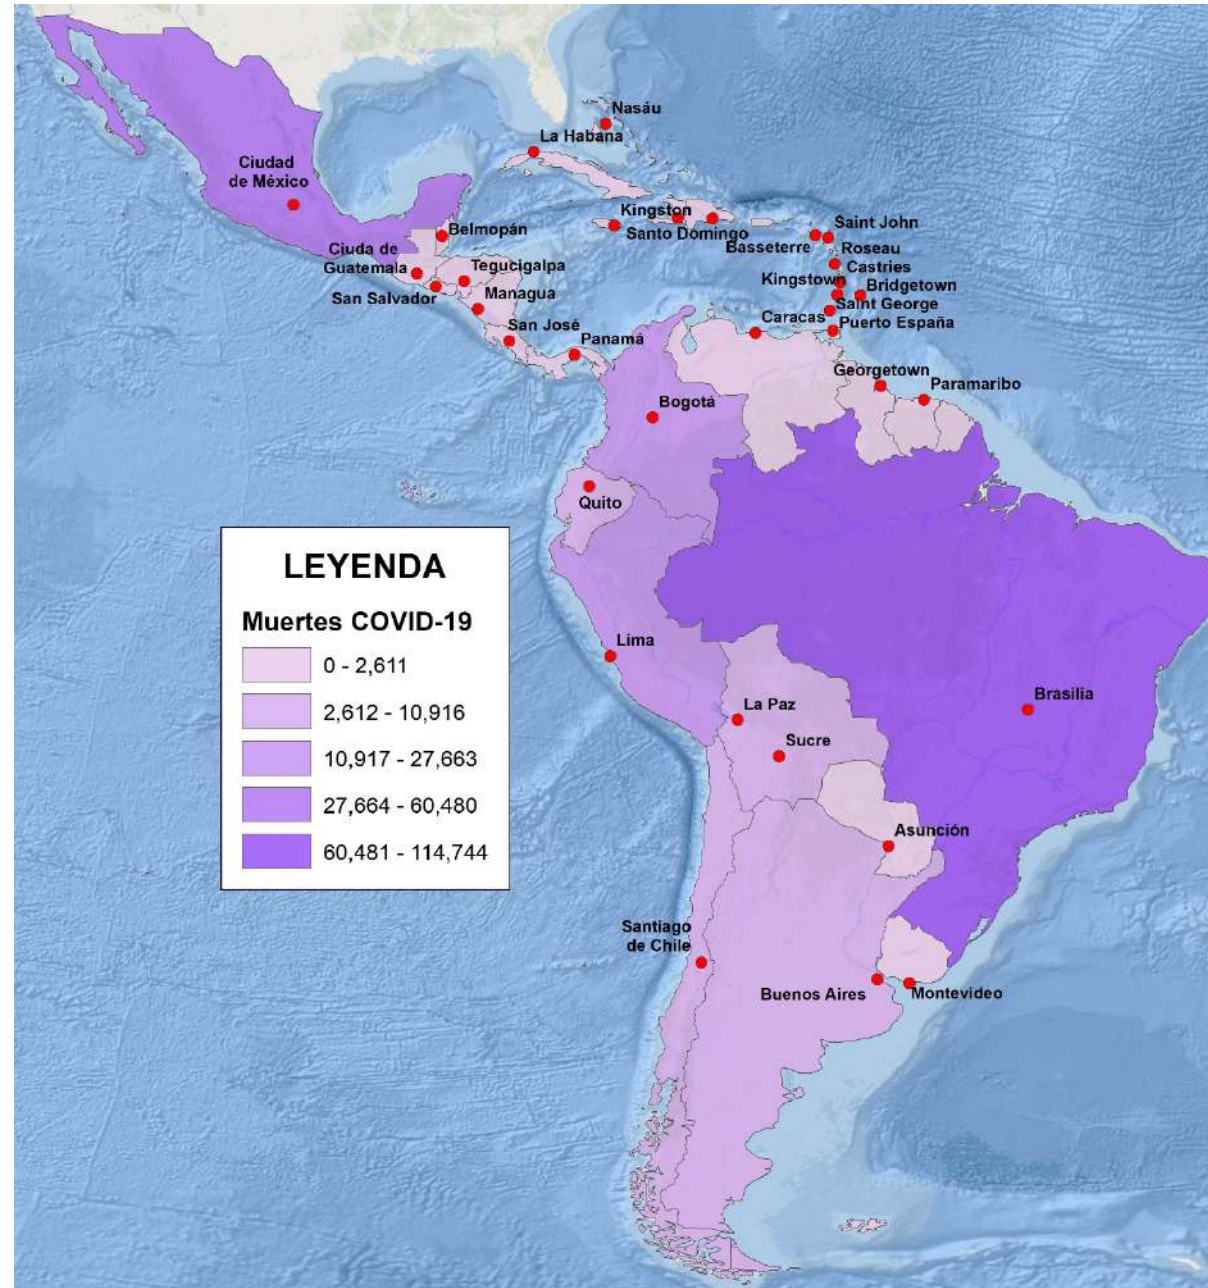 Nasáu
La Habana
Ciudad
de México
Kingston
Santo Domingo
Saint John
Basseterre
Belmopán
Roseau
Ciuda de
Guatemala
Tegucigalpa
Castries
Kingstown
Bridgetown
San Salvador
Managua
Saint George
Caracas
San José
Puerto España
Panamá
Georgetown
Paramaribo
Bogotá
Quito
LEYENDA
Muertes COVID-19
0 - 2,611
2,612 - 10,916
10,917 - 27,663
27,664 - 60,480
60,481 - 114,744
Lima
Brasilia
La Paz
Sucre
Asunción
Santiago
de Chile
Buenos Aires
Montevideo